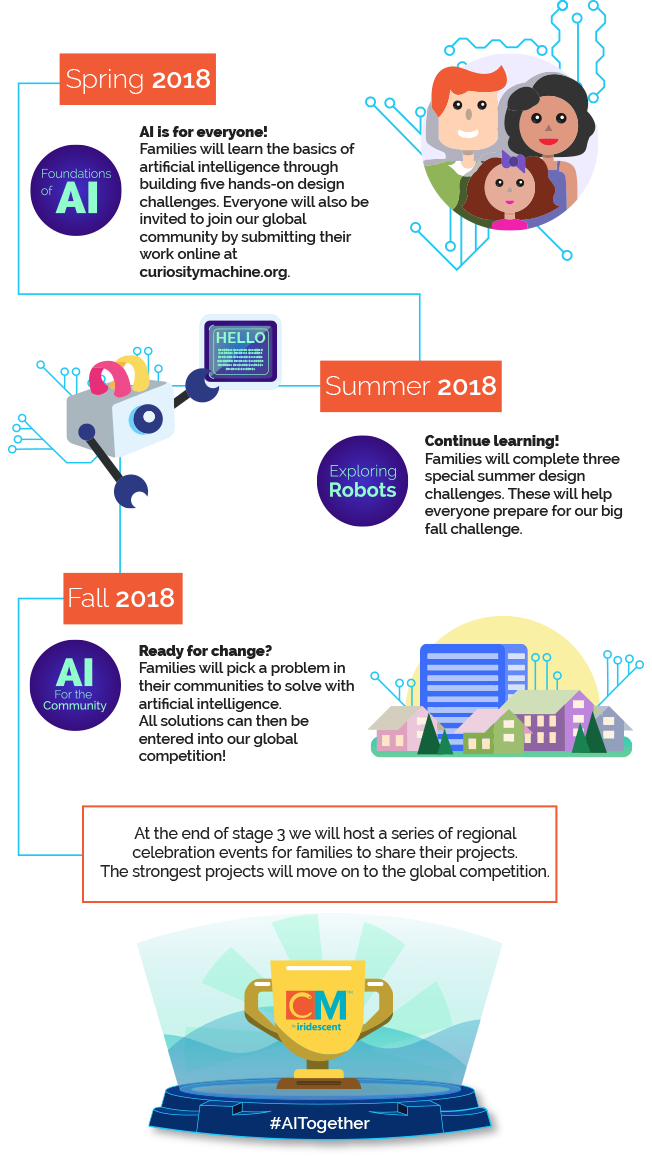 Spring 2018
AI is for everyone!
Families will learn the basics of
artificial intelligence through
building five hands-on design
challenges. Everyone will also be
invited to join our global
community by submitting their
work online at
curiositymachine.org.
Foundations
of AI
HELLO
Summer 2018
Continue learning!
Families will complete three
special summer design
challenges. These will help
everyone prepare for our big
fall challenge.
Exploring
Robots
Fall 2018
Ready for change?
Families will pick a problem in
their communities to solve with
artificial intelligence.
All solutions can then be
entered into our global
competition!
AI
For the
Community
At the end of stage 3 we will host a series of regional
celebration events for families to share their projects.
The strongest projects will move on to the global competition.
CM
iridescent
#AITogether